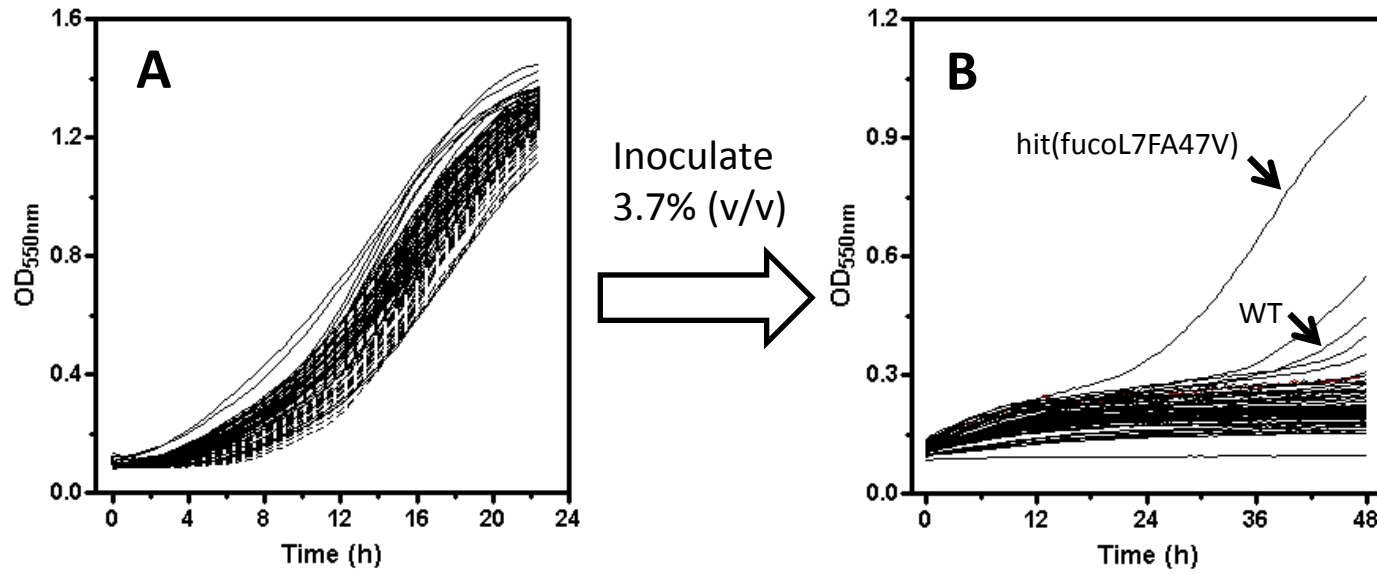 A
OD550nm
1.6
1.2
0.8
0.4
0.0
0 4 8 12 16 20 24
Time (h)
Inoculate
3.7% (v/v)
B
OD550nm
1.2
0.9
0.6
0.3
0.0
hit(fucoL7FA47V)
WT
0 12 24 36 48
Time (h)